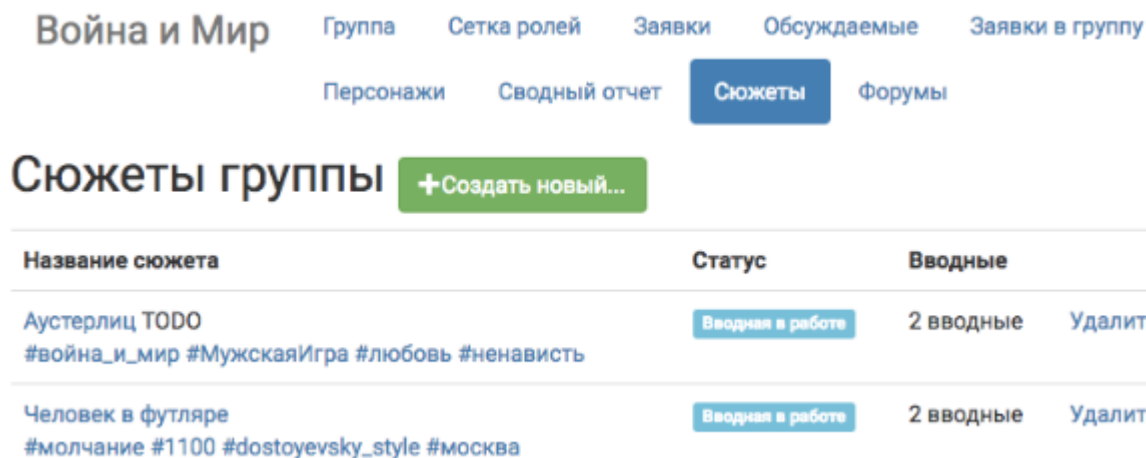 Война и Мир Группа Сетка ролей Заявки Обсуждаемые Заявки в группу
Персонажи Сводный отчет Сюжеты Форумы
Сюжеты группы +Создать новый...
Название сюжета Статус Вводные
Аустерлиц TODO Вводная в работе 2 вводные Удалит
#война_и_мир #МужскаяИгра #любовь #ненависть
Человек в футляре Вводная в работе 2 вводные Удалит
#молчание #1100 #dostoyevsky_style #москва